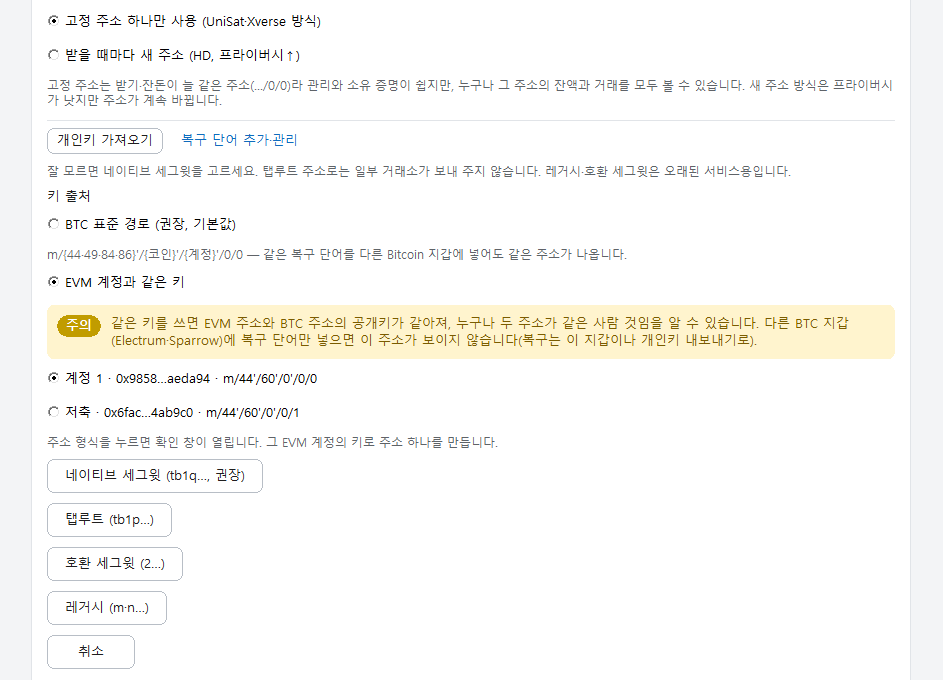 고정 주소 하나만 사용 (UniSat·Xverse 방식)
받을 때마다 새 주소 (HD, 프라이버시↑)
고정 주소는 받기·잔돈이 늘 같은 주소(.../0/0)라 관리와 소유 증명이 쉽지만, 누구나 그 주소의 잔액과 거래를 모두 볼 수 있습니다. 새 주소 방식은 프라이버시
가 낫지만 주소가 계속 바뀝니다.
개인키 가져오기 복구 단어 추가·관리
잘 모르면 네이티브 세그윗을 고르세요. 탭루트 주소로는 일부 거래소가 보내 주지 않습니다. 레거시·호환 세그윗은 오래된 서비스용입니다.
키 출처
BTC 표준 경로 (권장, 기본값)
m/{44·49·84·86}'/{코인}'/{계정}'/0/0 — 같은 복구 단어를 다른 Bitcoin 지갑에 넣어도 같은 주소가 나옵니다.
EVM 계정과 같은 키
주의 같은 키를 쓰면 EVM 주소와 BTC 주소의 공개키가 같아져, 누구나 두 주소가 같은 사람 것임을 알 수 있습니다. 다른 BTC 지갑
(Electrum·Sparrow)에 복구 단어만 넣으면 이 주소가 보이지 않습니다(복구는 이 지갑이나 개인키 내보내기로).
계정 1 · 0x9858...aeda94 · m/44'/60'/0'/0/0
저축 · 0x6fac...4ab9c0 · m/44'/60'/0'/0/1
주소 형식을 누르면 확인 창이 열립니다. 그 EVM 계정의 키로 주소 하나를 만듭니다.
네이티브 세그윗 (tb1q..., 권장)
탭루트 (tb1p...)
호환 세그윗 (2...)
레거시 (m·n...)
취소